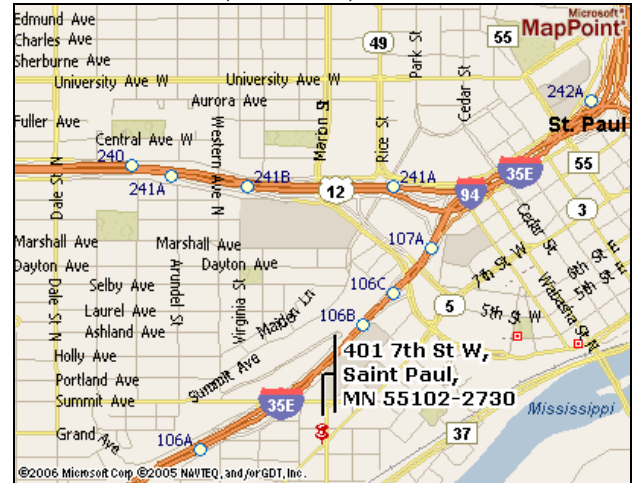 Edmund Ave
Charles Ave
Sherburne Ave
University Ave W
University Ave W
Aurora Ave
Fuller Ave
Central Ave W
240
241A
241B
12
241A
94
35E
49
Park St
Cedar St
55
Microsoft®
MapPoint®
242A
St. Paul
55
3
N Dale St N
Western Ave N
Marion St
Rice St
Marshall Ave
Marshall Ave
Dayton Ave
Dayton Ave
Selby Ave
Laurel Ave
Ashland Ave
Holly Ave
Portland Ave
Summit Ave
Grand Ave
Dale St N
Arundel St
Virginia St
Maiden Ln
Summit Ave
107A
106C
106B
106A
35E
5
7th St W
5th St W
Cedar St
Wabasha St N
6th St E
5th St E
401 7th St W,
Saint Paul,
MN 55102-2730
37
Mississippi
©2006 Microsoft Corp ©2005 NAVTEQ, and/or GDT, Inc.